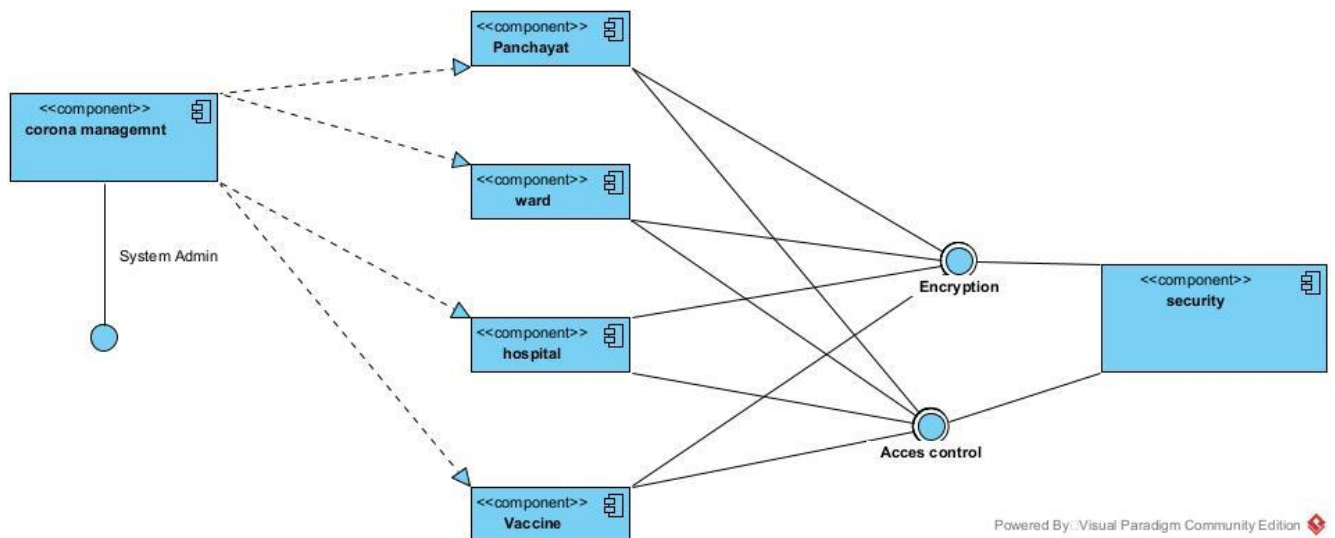 <<component>>
Panchayat
<<component>>
corona managemnt
<<component>>
ward
System Admin
Encryption
<<component>>
security
<<component>>
hospital
Acces control
<<component>>
Vaccine
Powered By Visual Paradigm Community Edition